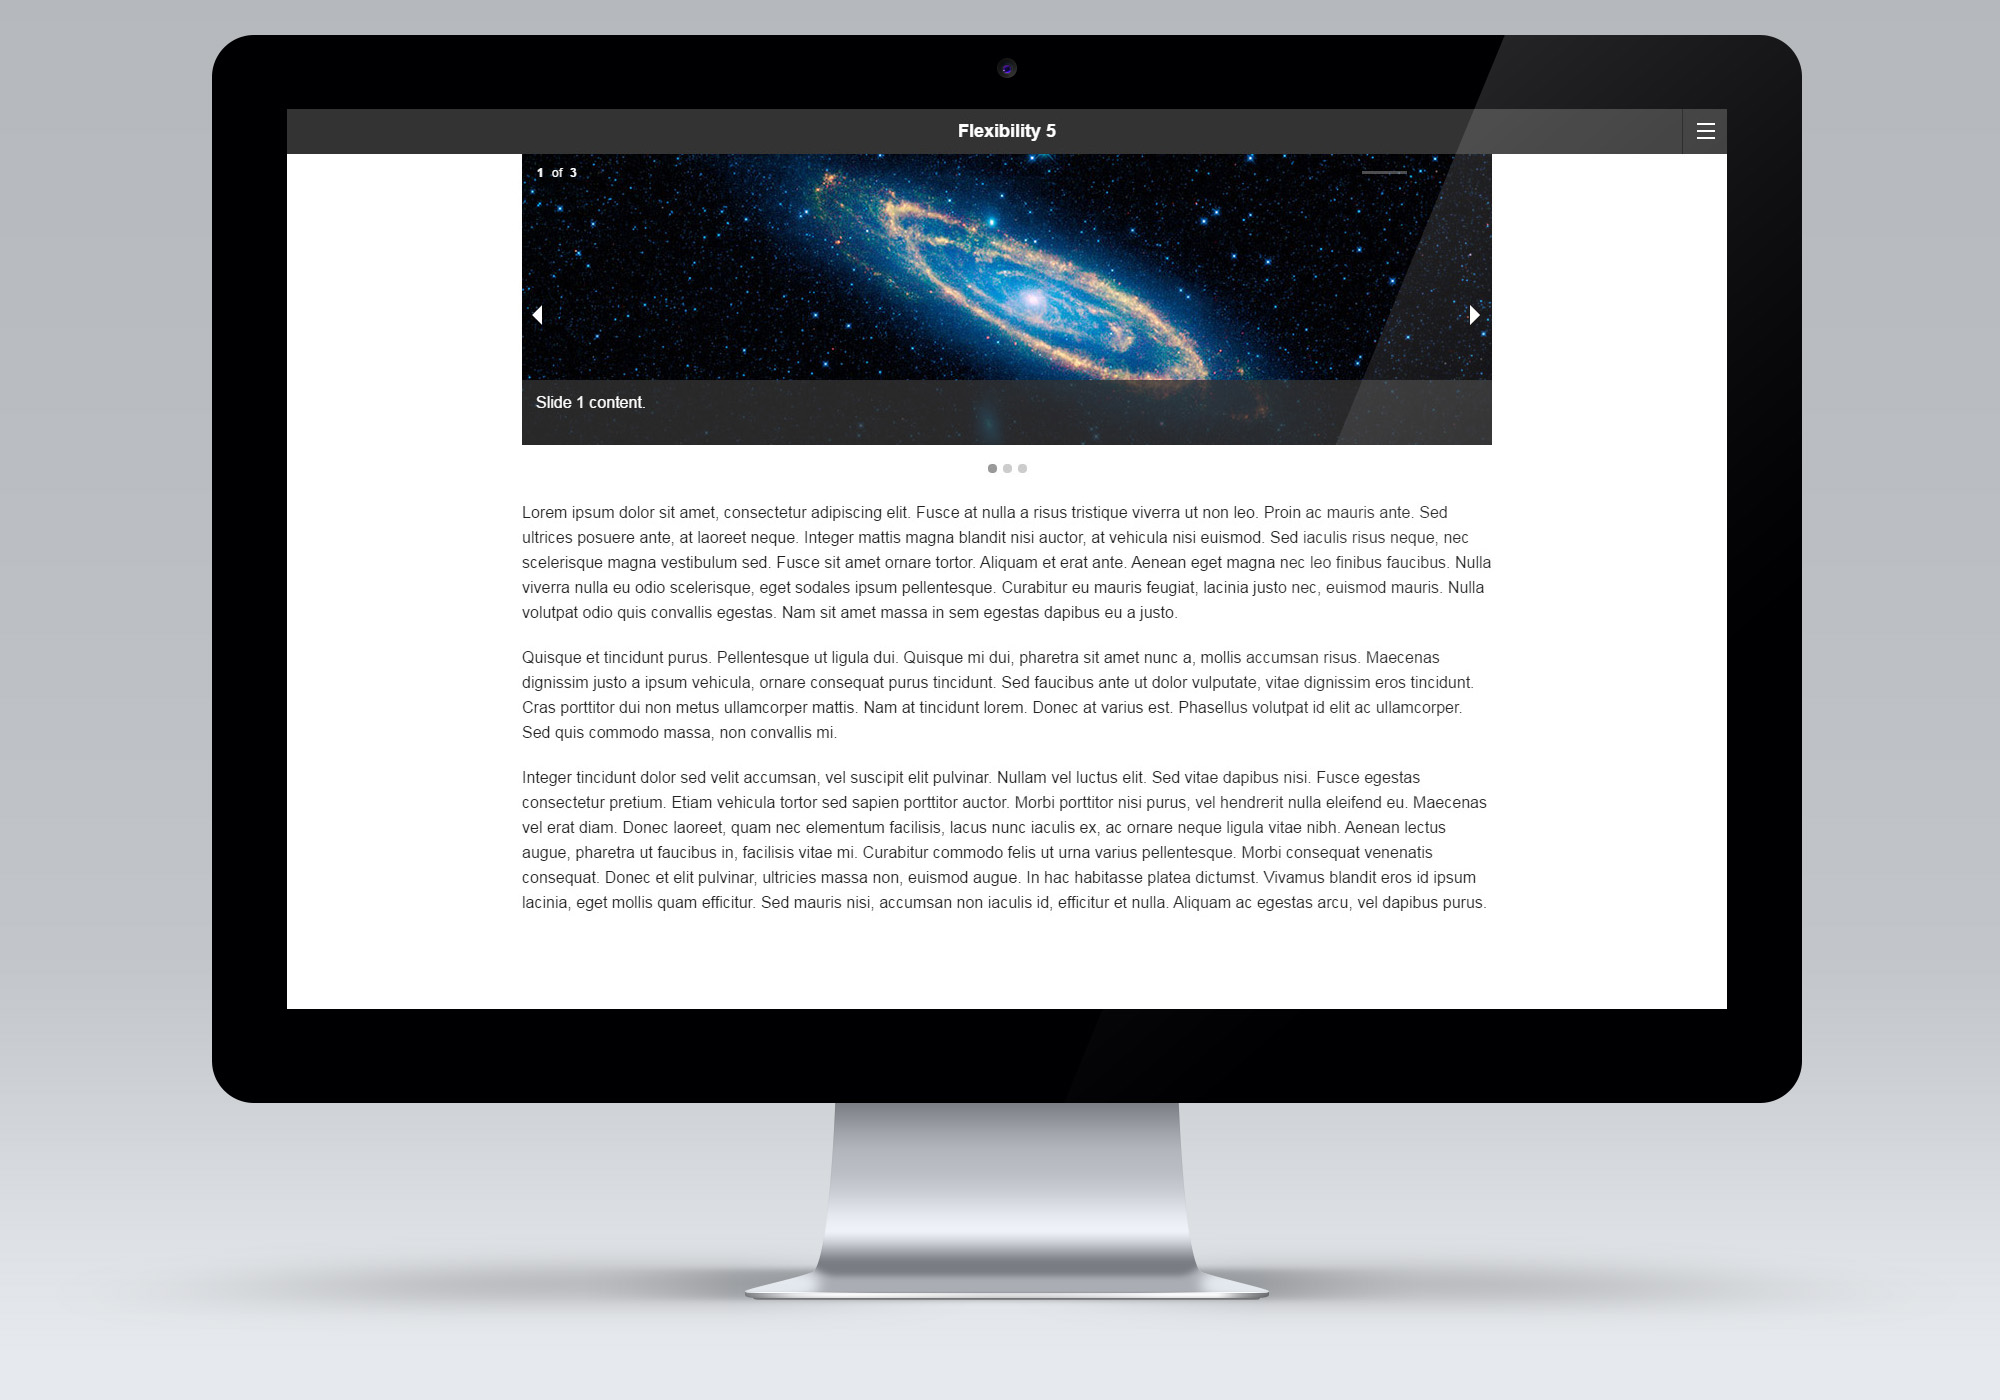 Flexibility 5
1 of 3
Slide 1 content.
Lorem ipsum dolor sit amet, consectetur adipiscing elit. Fusce at nulla a risus tristique viverra ut non leo. Proin ac mauris ante. Sed
ultrices posuere ante, at laoreet neque. Integer mattis magna blandit nisi auctor, at vehicula nisi euismod. Sed iaculis risus neque, nec
scelerisque magna vestibulum sed. Fusce sit amet ornare tortor. Aliquam et erat ante. Aenean eget magna nec leo finibus faucibus. Nulla
viverra nulla eu odio scelerisque, eget sodales ipsum pellentesque. Curabitur eu mauris feugiat, lacinia justo nec, euismod mauris. Nulla
volutpat odio quis convallis egestas. Nam sit amet massa in sem egestas dapibus eu a justo.
Quisque et tincidunt purus. Pellentesque ut ligula dui. Quisque mi dui, pharetra sit amet nunc a, mollis accumsan risus. Maecenas
dignissim justo a ipsum vehicula, ornare consequat purus tincidunt. Sed faucibus ante ut dolor vulputate, vitae dignissim eros tincidunt.
Cras porttitor dui non metus ullamcorper mattis. Nam at tincidunt lorem. Donec at varius est. Phasellus volutpat id elit ac ullamcorper.
Sed quis commodo massa, non convallis mi.
Integer tincidunt dolor sed velit accumsan, vel suscipit elit pulvinar. Nullam vel luctus elit. Sed vitae dapibus nisi. Fusce egestas
consectetur pretium. Etiam vehicula tortor sed sapien porttitor auctor. Morbi porttitor nisi purus, vel hendrerit nulla eleifend eu. Maecenas
vel erat diam. Donec laoreet, quam nec elementum facilisis, lacus nunc iaculis ex, ac ornare neque ligula vitae nibh. Aenean lectus
augue, pharetra ut faucibus in, facilisis vitae mi. Curabitur commodo felis ut urna varius pellentesque. Morbi consequat venenatis
consequat. Donec et elit pulvinar, ultricies massa non, euismod augue. In hac habitasse platea dictumst. Vivamus blandit eros id ipsum
lacinia, eget mollis quam efficitur. Sed mauris nisi, accumsan non iaculis id, efficitur et nulla. Aliquam ac egestas arcu, vel dapibus purus.